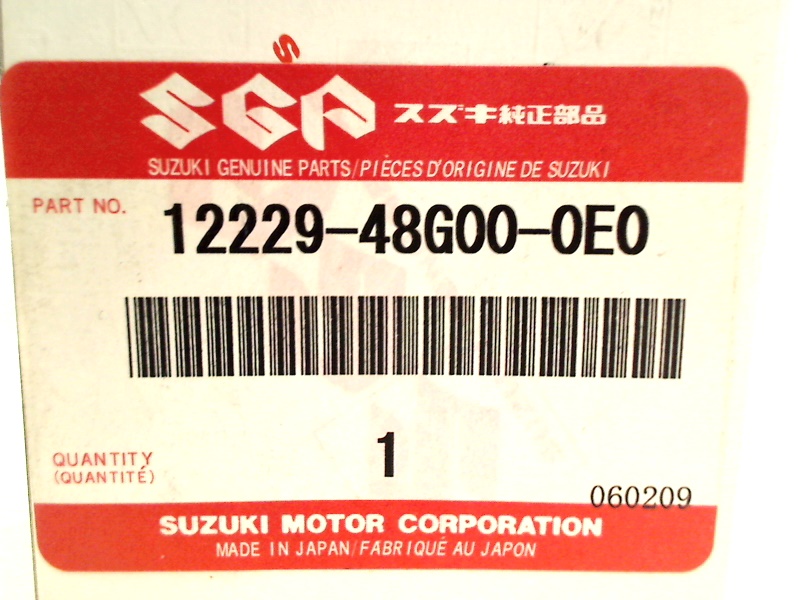 SGP スズキ純正部品
SUZUKI GENUINE PARTS/PIÈCES D'ORIGINE DE SUZUKI
PART NO. 12229-48G00-0E0
1
QUANTITY
(QUANTITÉ)
060209
SUZUKI MOTOR CORPORATION
MADE IN JAPAN/FABRIQUÉ AU JAPON